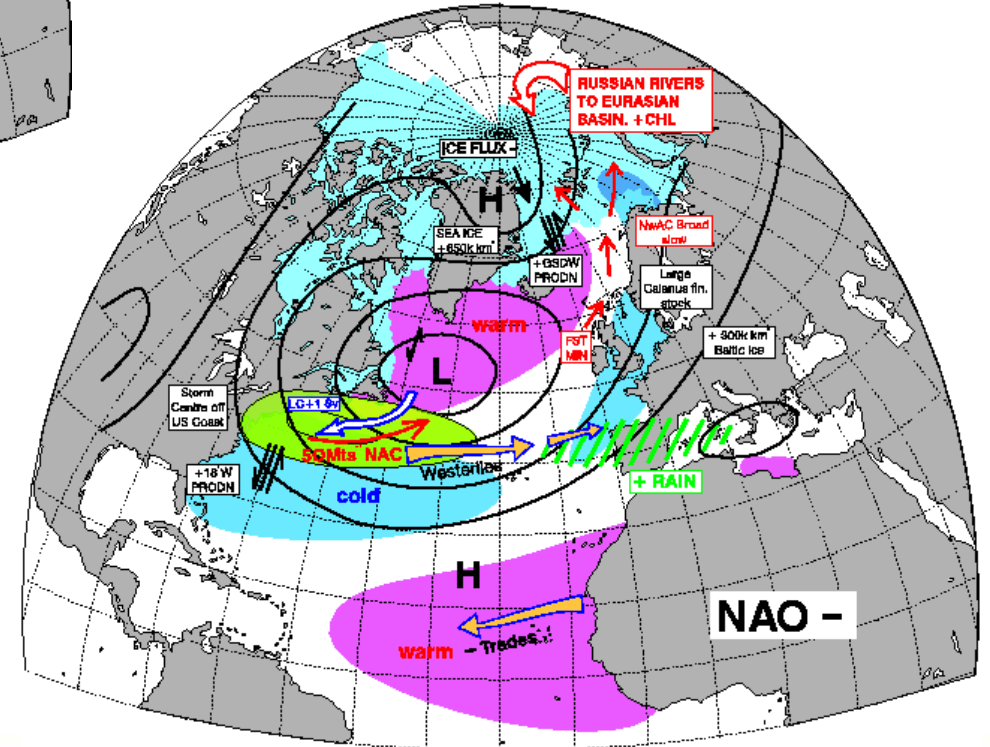 RUSSIAN RIVERS
TO EURASIAN
BASIN. +CHL
ICE FLUX -
H
SEA ICE
+650k km²
+GSDW
PRODN
NwAC Broad
slow
Large
Calanus fin.
stock
warm
FST
MIN
+ 300k km²
Baltic Ice
L
Storm
Centre off
US Coast
LC+1 Sv
50Mts NAC
Westerlies
+18 W
PRODN
cold
+ RAIN
H
NAO -
warm
- Trades